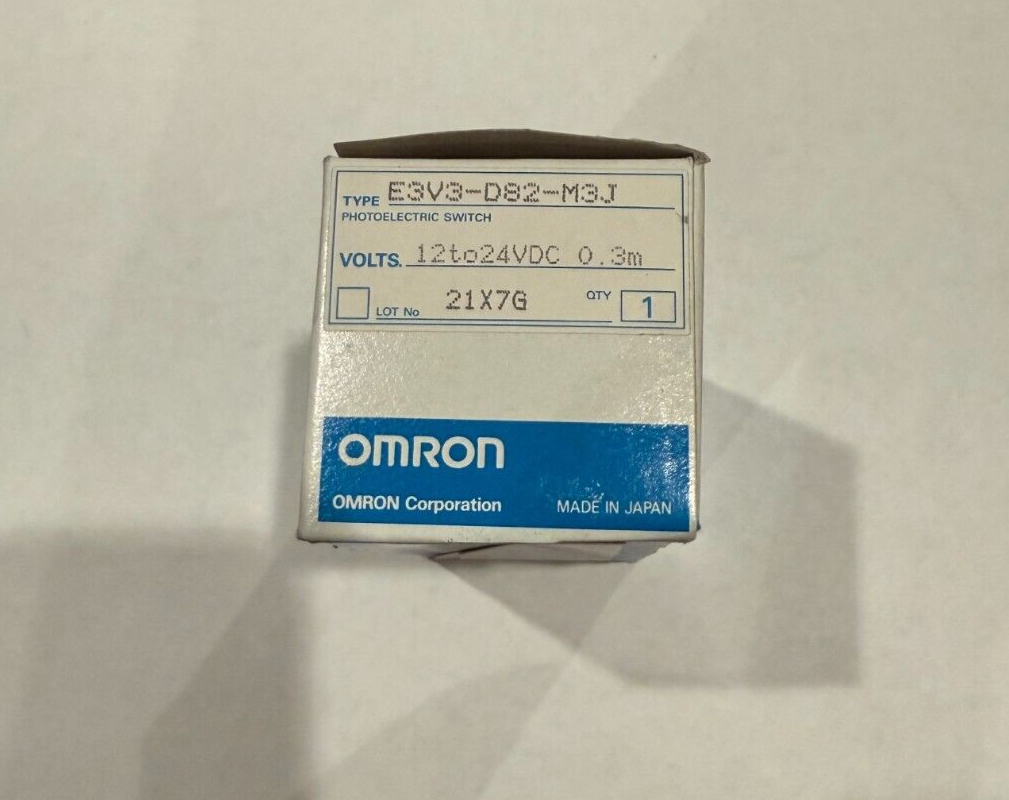 TYPE E3V3-D82-M3J
PHOTOELECTRIC SWITCH
VOLTS. 12to24VDC 0.3m
LOT No 21X7G QTY 1
OMRON
OMRON Corporation MADE IN JAPAN